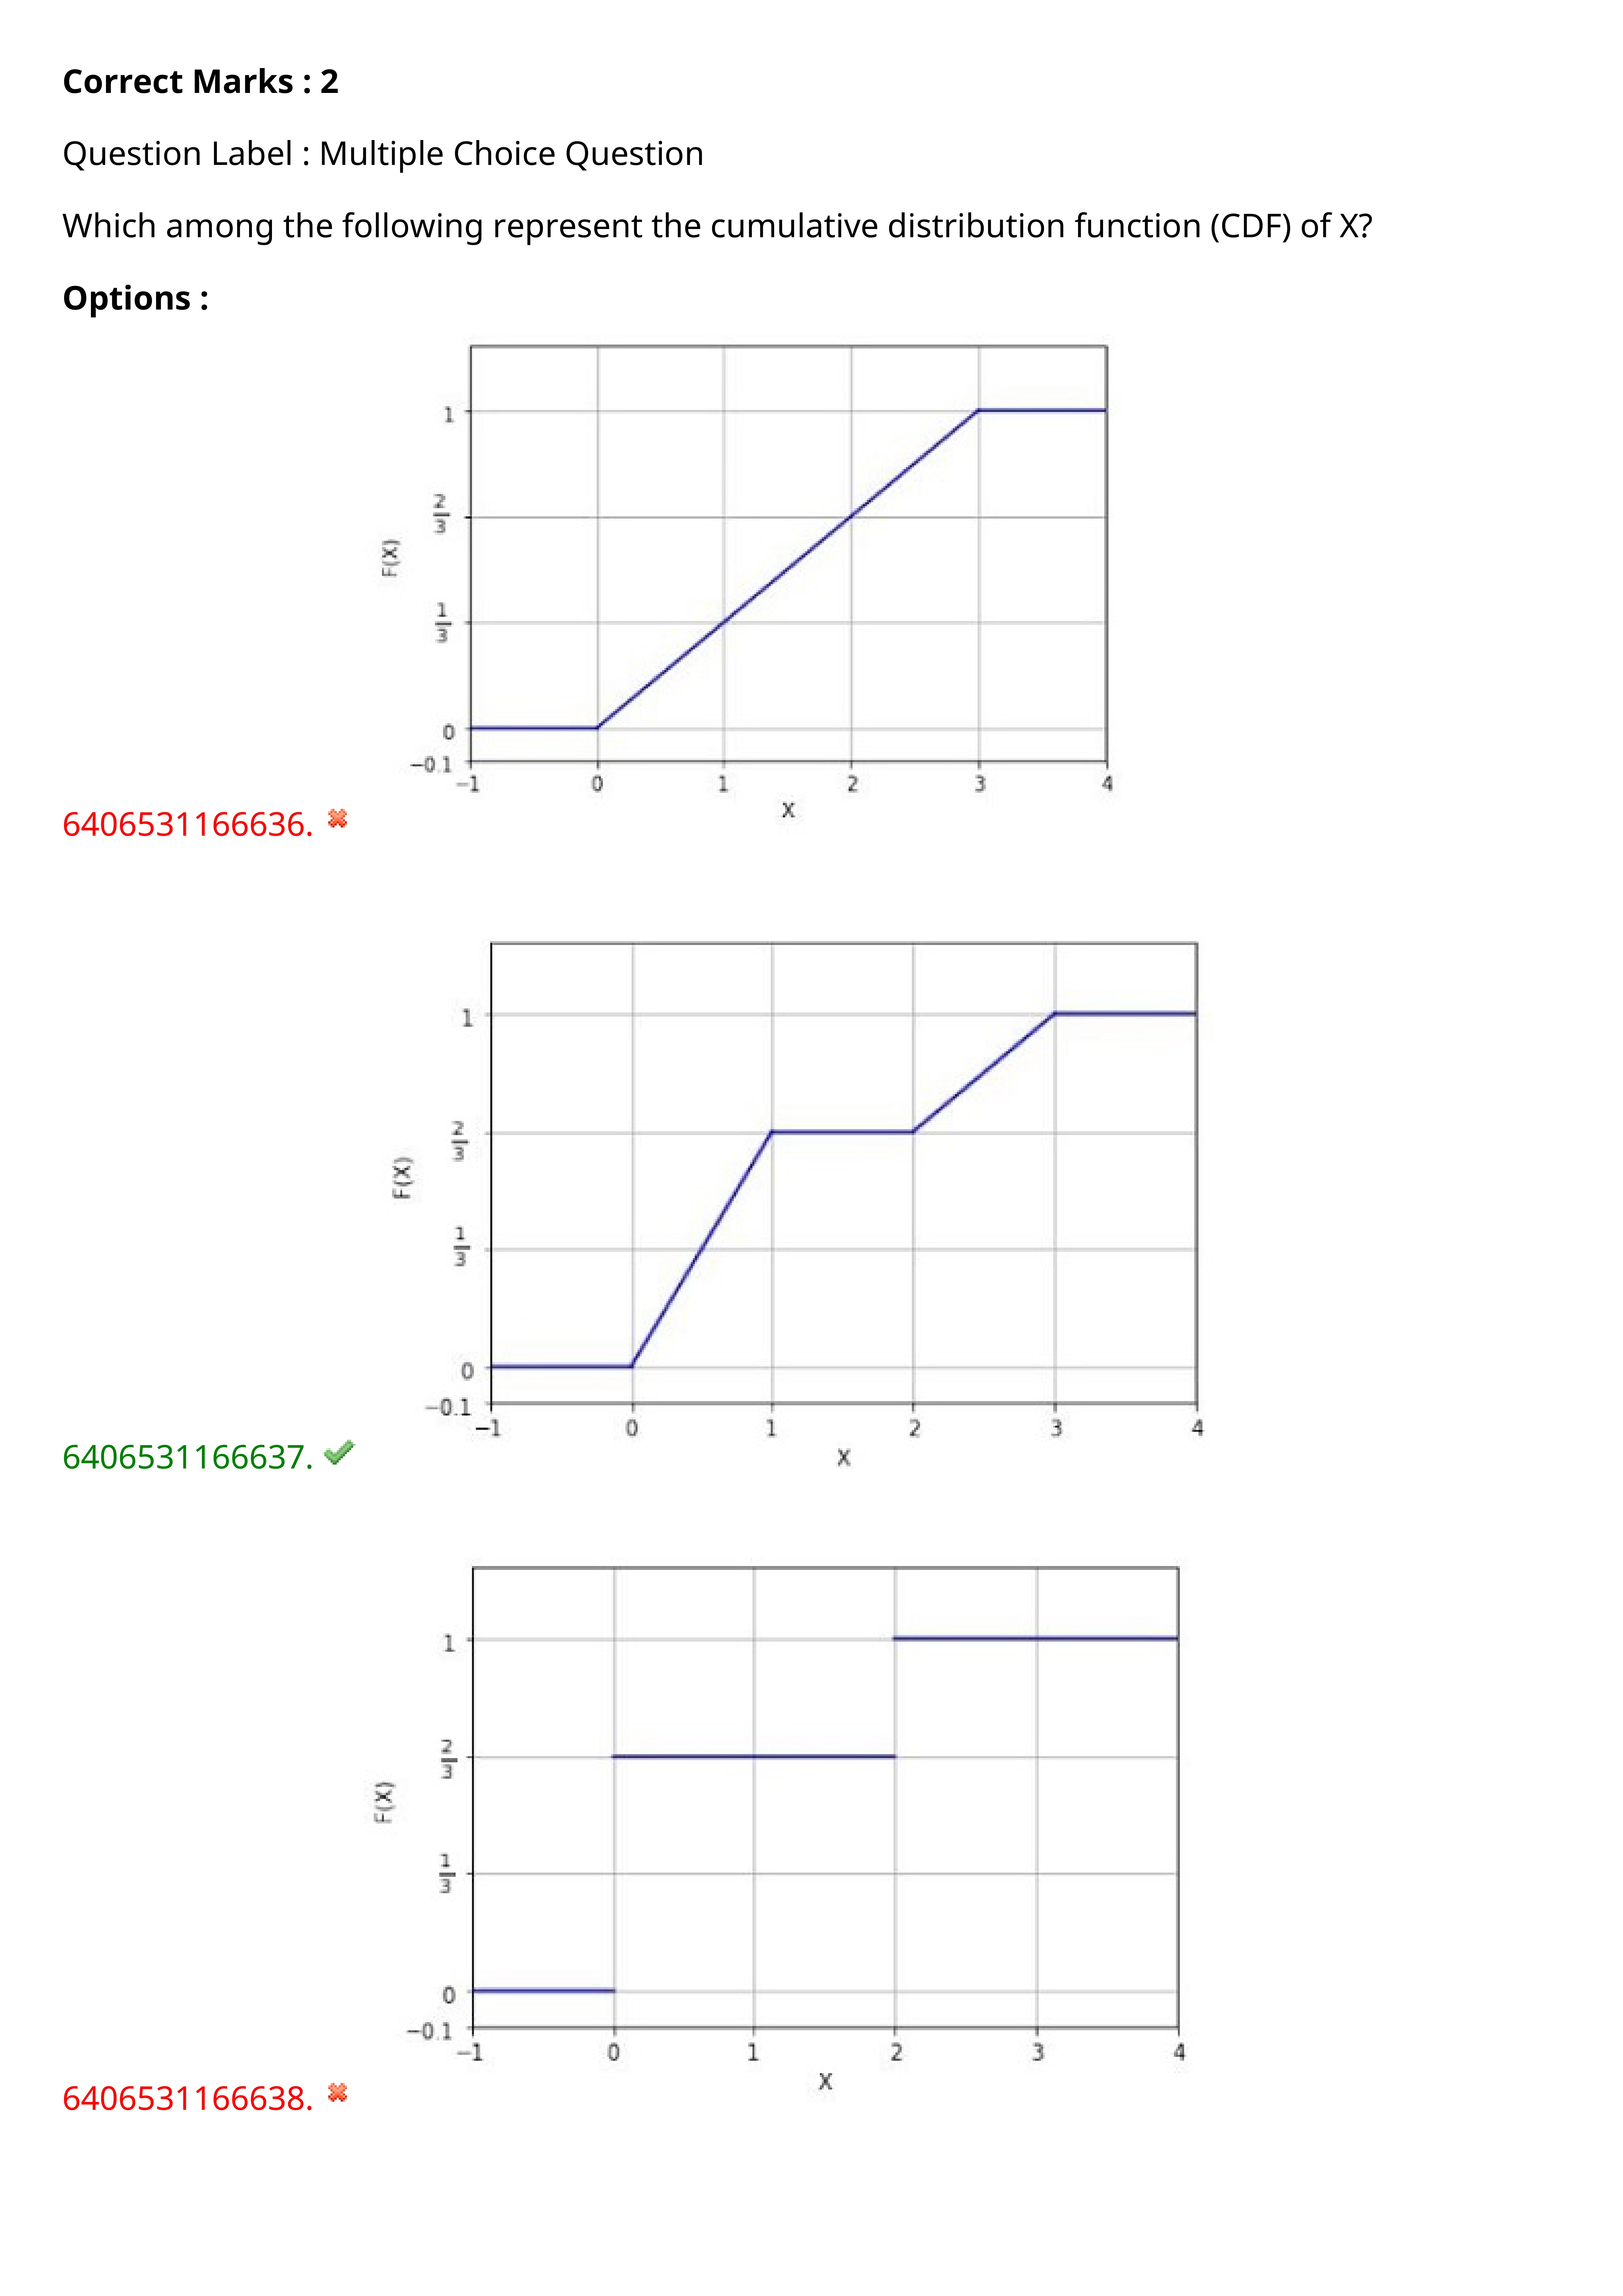 Correct Marks : 2
Question Label : Multiple Choice Question
Which among the following represent the cumulative distribution function (CDF) of X?
Options :
1
2
3
F(X)
1
3
0
−0.1
−1 0 1 2 3 4
X
6406531166636.
1
2
3
F(X)
1
3
0
−0.1
−1 0 1 2 3 4
X
6406531166637.
1
2
3
F(X)
1
3
0
−0.1
−1 0 1 2 3 4
X
6406531166638.